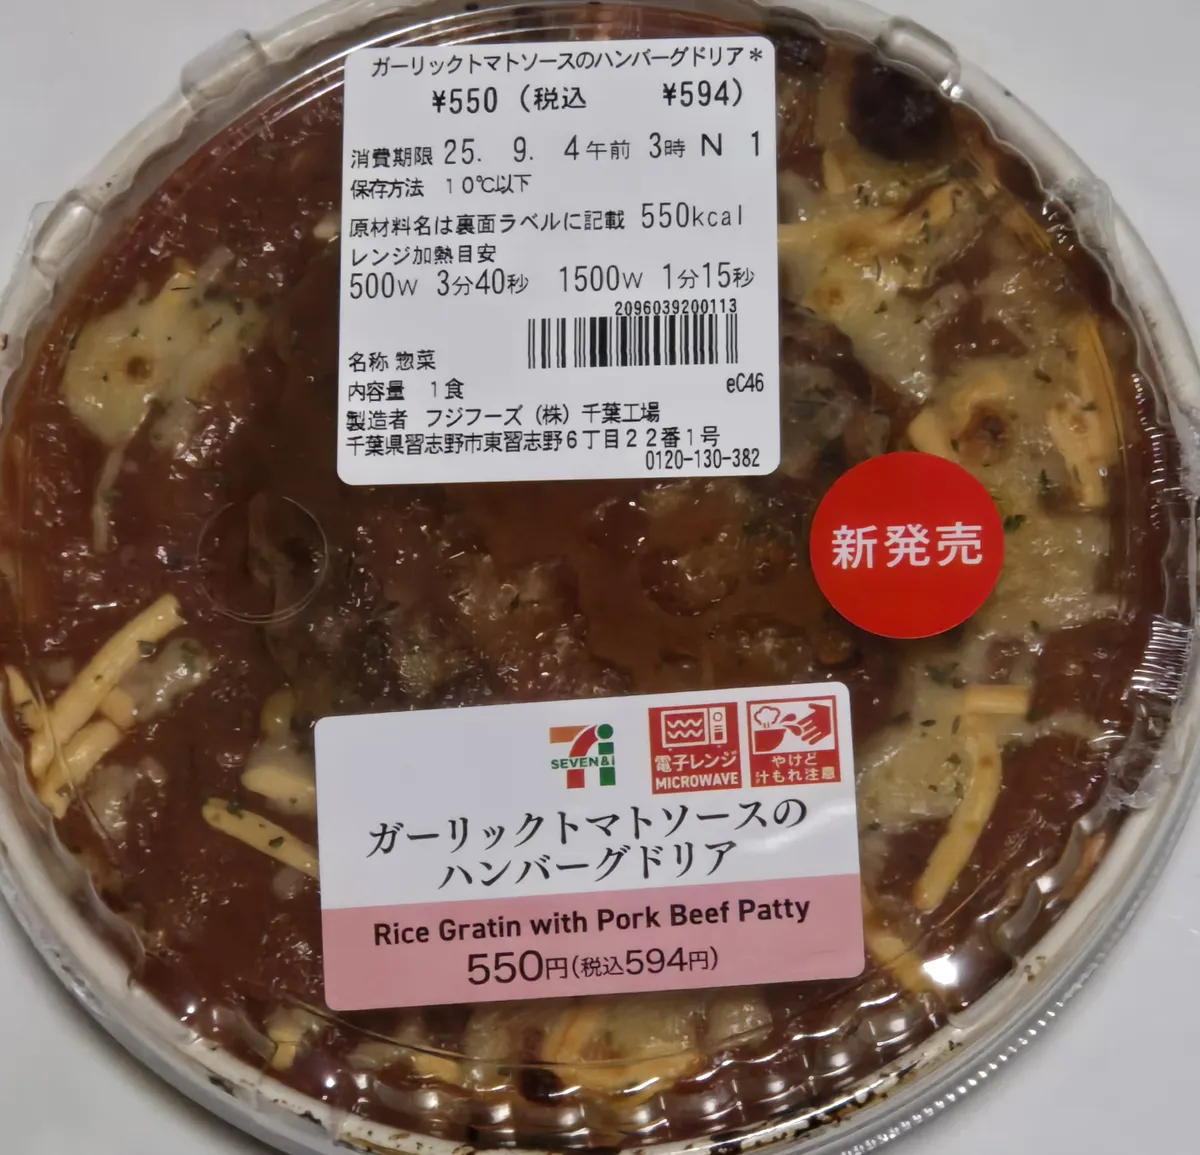 ガーリックトマトソースのハンバーグドリア*
¥550 (税込 ¥594)
消費期限 25. 9. 4午前 3時 N 1
保存方法 10℃以下
原材料名は裏面ラベルに記載 550kcal
レンジ加熱目安
500W 3分40秒 1500W 1分15秒
2096039200113
名称 惣菜
内容量 1食
eC46
製造者 フジフーズ(株)千葉工場
千葉県習志野市東習志野6丁目22番1号
0120-130-382
新発売
SEVEN&i
電子レンジ
MICROWAVE
やけど
汁もれ注意
ガーリックトマトソースの
ハンバーグドリア
Rice Gratin with Pork Beef Patty
550円(税込594円)